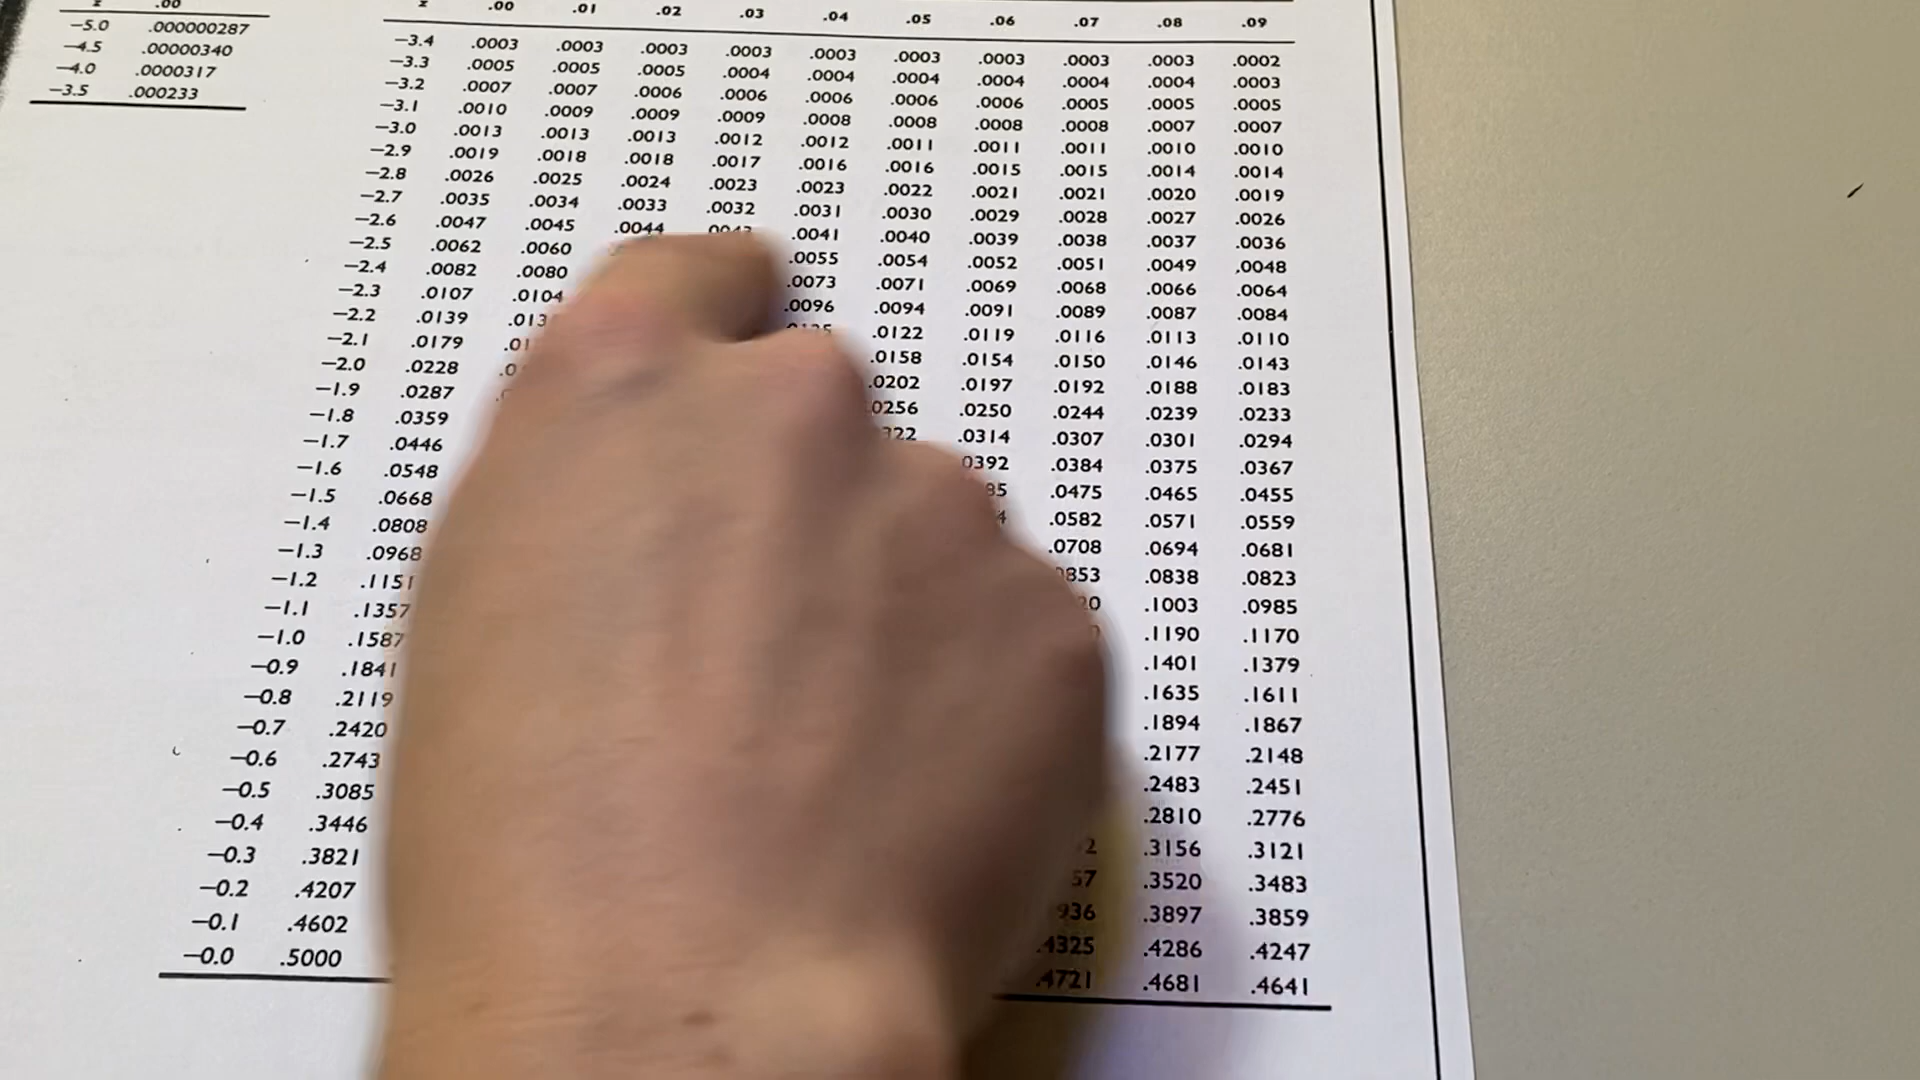 z .00
−5.0 .000000287
−4.5 .00000340
−4.0 .0000317
−3.5 .000233
z .00 .01 .02 .03 .04 .05 .06 .07 .08 .09
−3.4 .0003 .0003 .0003 .0003 .0003 .0003 .0003 .0003 .0003 .0002
−3.3 .0005 .0005 .0005 .0004 .0004 .0004 .0004 .0004 .0004 .0003
−3.2 .0007 .0007 .0006 .0006 .0006 .0006 .0006 .0005 .0005 .0005
−3.1 .0010 .0009 .0009 .0009 .0008 .0008 .0008 .0008 .0007 .0007
−3.0 .0013 .0013 .0013 .0012 .0012 .0011 .0011 .0011 .0010 .0010
−2.9 .0019 .0018 .0018 .0017 .0016 .0016 .0015 .0015 .0014 .0014
−2.8 .0026 .0025 .0024 .0023 .0023 .0022 .0021 .0021 .0020 .0019
−2.7 .0035 .0034 .0033 .0032 .0031 .0030 .0029 .0028 .0027 .0026
−2.6 .0047 .0045 .0044 .0041 .0040 .0039 .0038 .0037 .0036
−2.5 .0062 .0060 .0055 .0054 .0052 .0051 .0049 .0048
−2.4 .0082 .0080 .0073 .0071 .0069 .0068 .0066 .0064
−2.3 .0107 .0104 .0096 .0094 .0091 .0089 .0087 .0084
−2.2 .0139 .0122 .0119 .0116 .0113 .0110
−2.1 .0179 .0158 .0154 .0150 .0146 .0143
−2.0 .0228 .0202 .0197 .0192 .0188 .0183
−1.9 .0287 .0256 .0250 .0244 .0239 .0233
−1.8 .0359 .0314 .0307 .0301 .0294
−1.7 .0446 .0392 .0384 .0375 .0367
−1.6 .0548 .0475 .0465 .0455
−1.5 .0668 .0582 .0571 .0559
−1.4 .0808 .0708 .0694 .0681
−1.3 .0968 .0838 .0823
−1.2 .1151 .1003 .0985
−1.1 .1357 .1190 .1170
−1.0 .1587 .1401 .1379
−0.9 .1841 .1635 .1611
−0.8 .2119 .1894 .1867
−0.7 .2420 .2177 .2148
−0.6 .2743 .2483 .2451
−0.5 .3085 .2810 .2776
−0.4 .3446 .3156 .3121
−0.3 .3821 .3520 .3483
−0.2 .4207 .3897 .3859
−0.1 .4602 .4325 .4286 .4247
−0.0 .5000 .4721 .4681 .4641